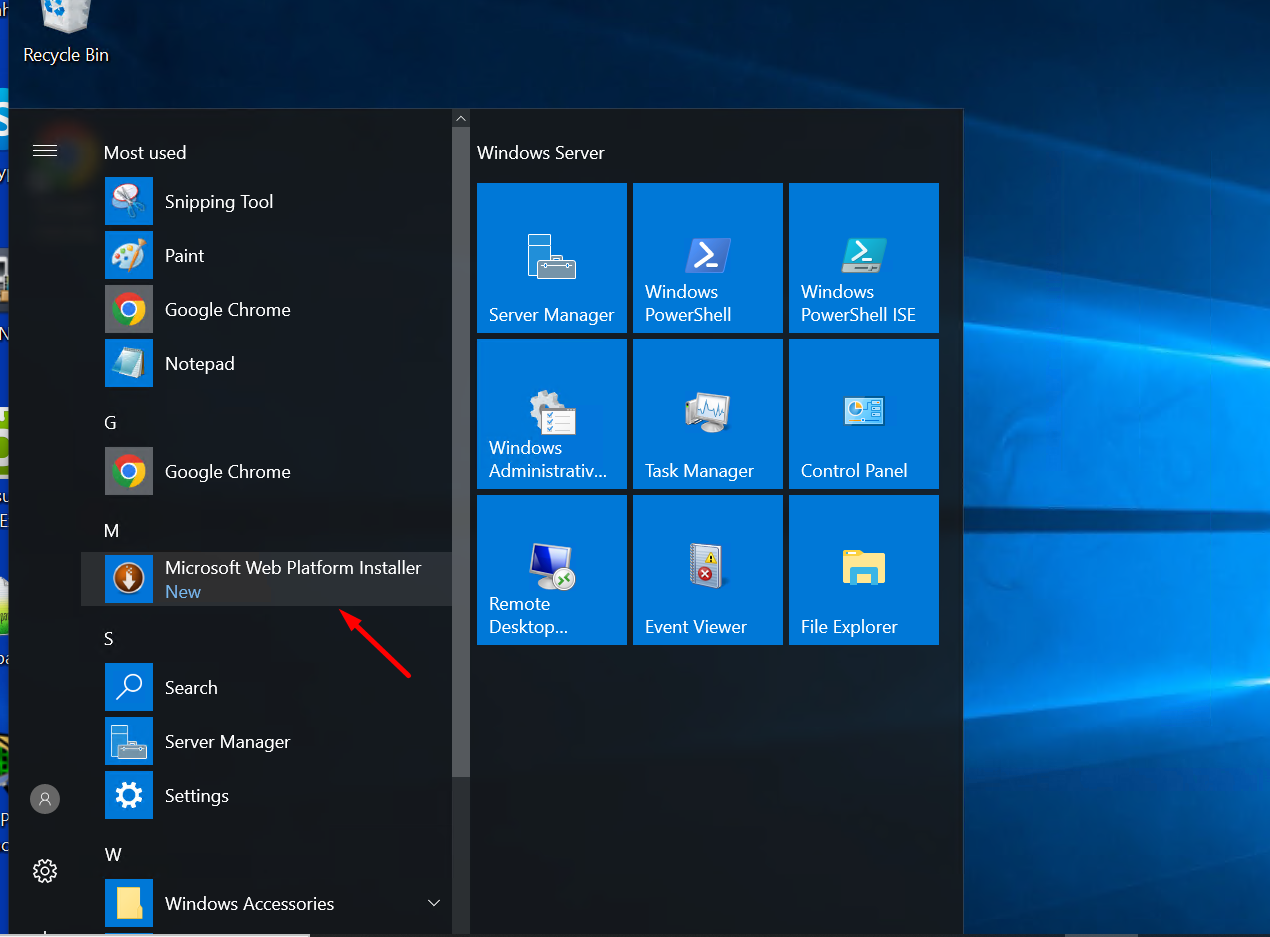 Recycle Bin
Most used
Snipping Tool
Paint
Google Chrome
Notepad
G
Google Chrome
M
Microsoft Web Platform Installer
New
S
Search
Server Manager
Settings
W
Windows Accessories
Windows Server
Server Manager
Windows
PowerShell
Windows
PowerShell ISE
Windows
Administrativ...
Task Manager
Control Panel
Remote
Desktop...
Event Viewer
File Explorer